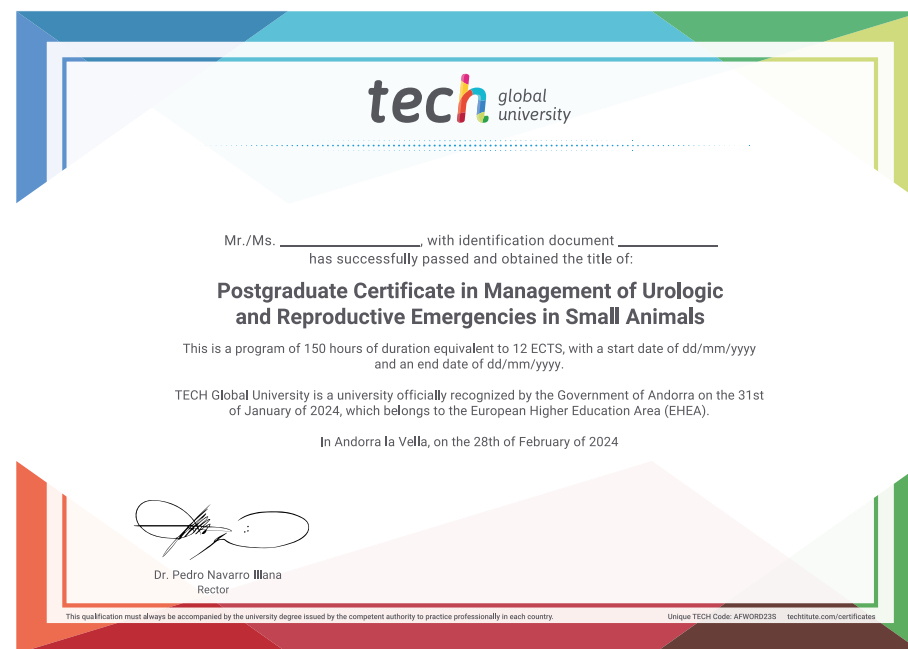 tech global
university
Mr./Ms. ____________, with identification document ____________
has successfully passed and obtained the title of:
Postgraduate Certificate in Management of Urologic
and Reproductive Emergencies in Small Animals
This is a program of 150 hours of duration equivalent to 12 ECTS, with a start date of dd/mm/yyyy
and an end date of dd/mm/yyyy.
TECH Global University is a university officially recognized by the Government of Andorra on the 31st
of January of 2024, which belongs to the European Higher Education Area (EHEA).
In Andorra la Vella, on the 28th of February of 2024
Dr. Pedro Navarro Illana
Rector
This qualification must always be accompanied by the university degree issued by the competent authority to practice professionally in each country. Unique TECH Code: AFWORD23S techtitute.com/certificates